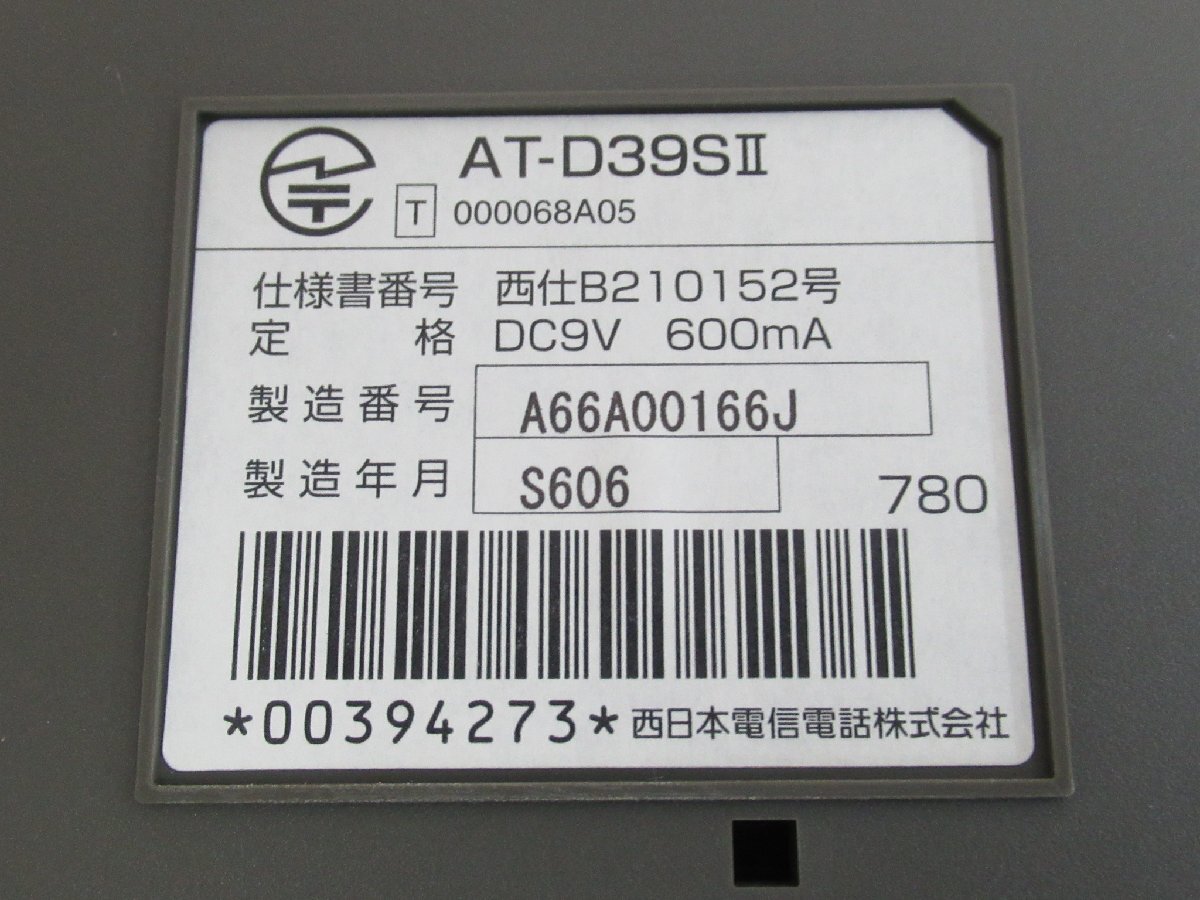 AT-D39SⅡ
T 000068A05
仕様書番号 西仕B210152号
定格 DC9V 600mA
製造番号 A66A00166J
製造年月 S606
780
*00394273* 西日本電信電話株式会社